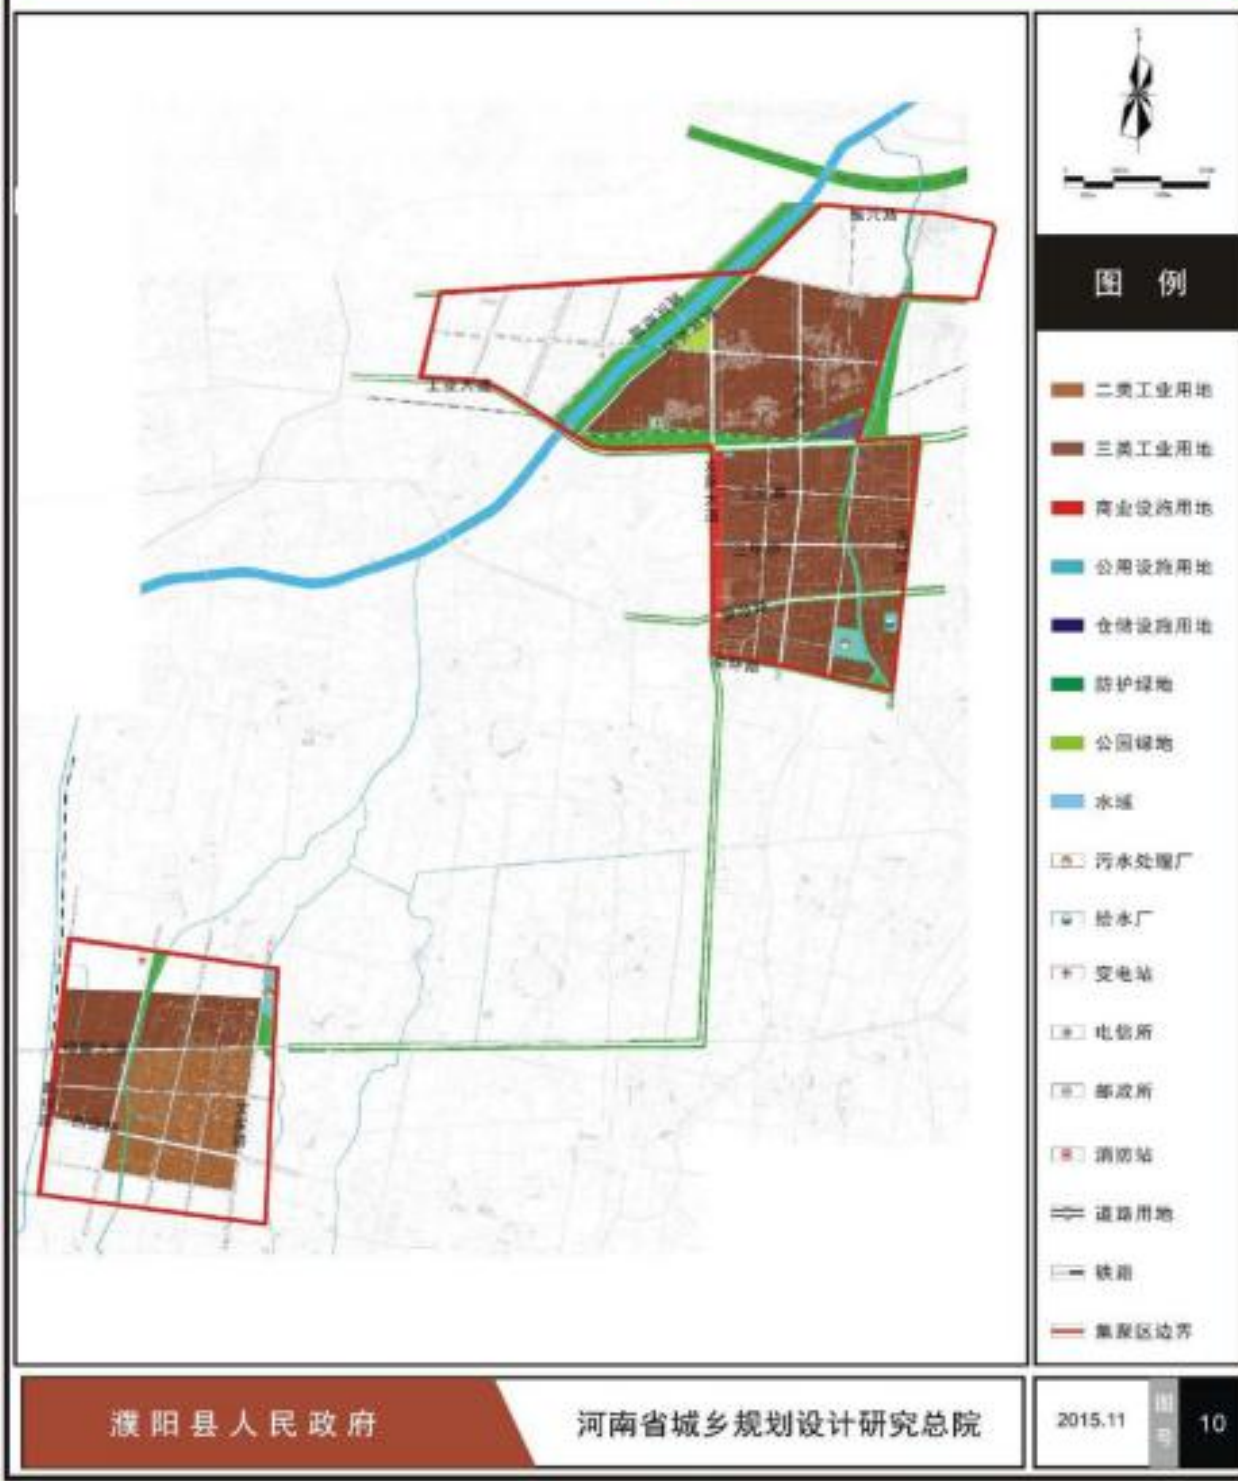 图 例
二类工业用地
三类工业用地
商业设施用地
公用设施用地
仓储设施用地
防护绿地
公园绿地
水域
污水处理厂
给水厂
变电站
电信所
邮政所
消防站
道路用地
铁路
集聚区边界
工业大道
濮阳县人民政府
河南省城乡规划设计研究总院
2015.11
图号
10